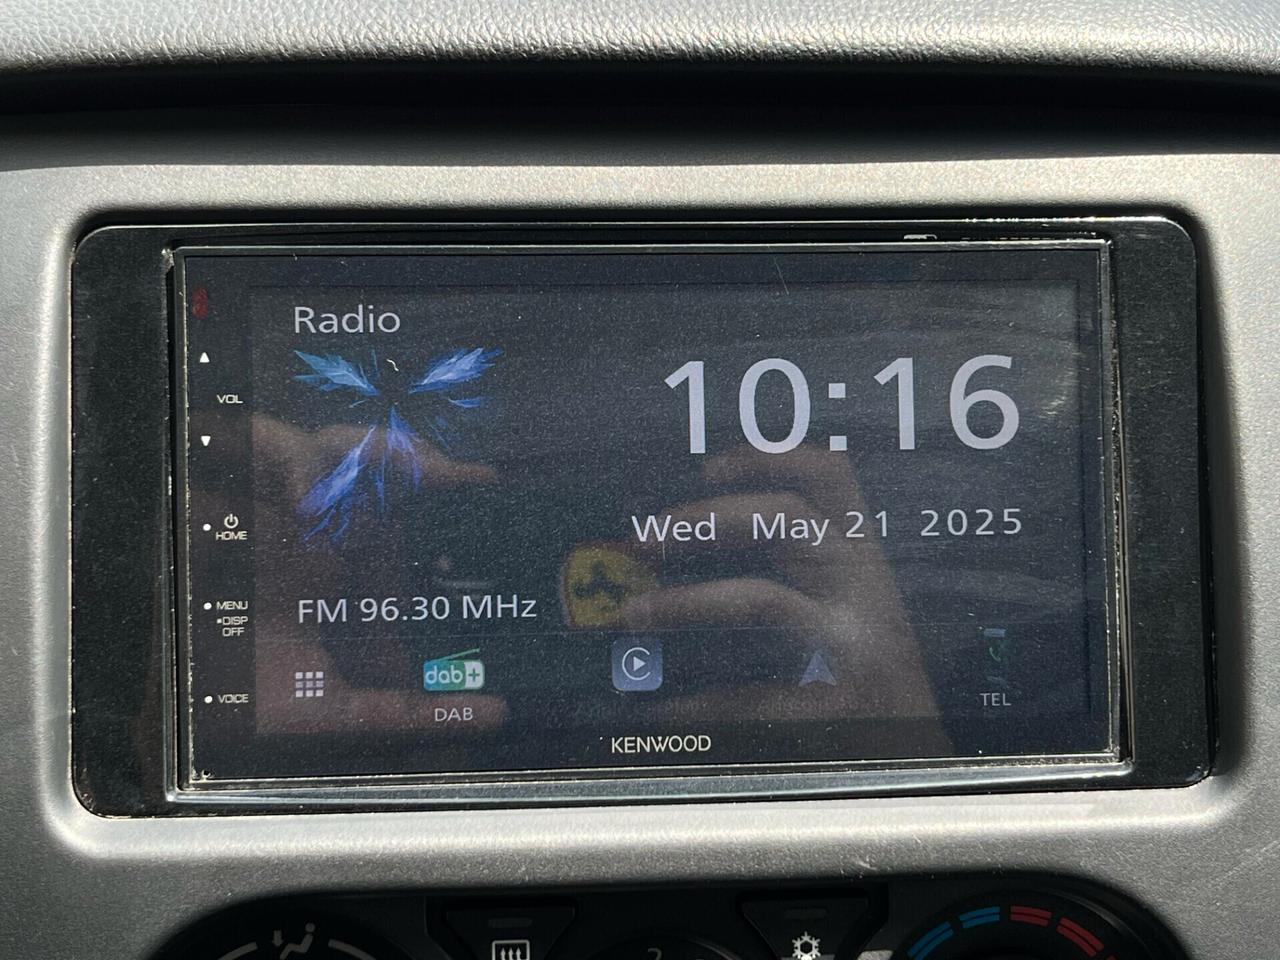 Radio
VOL
10:16
HOME
Wed May 21 2025
FM 96.30 MHz
MENU
DISP
OFF
dab+
VOICE
DAB
TEL
KENWOOD
2